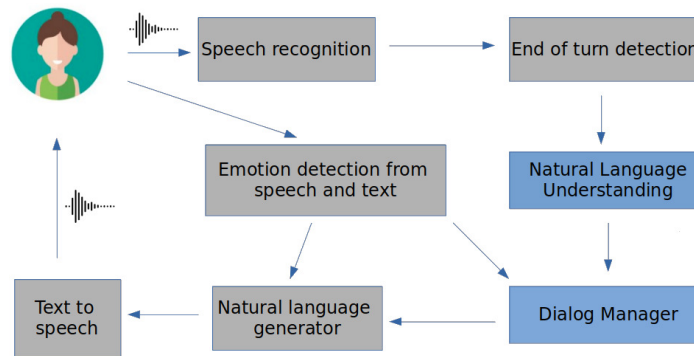 Speech recognition
End of turn detection
Emotion detection from
speech and text
Natural Language
Understanding
Text to
speech
Natural language
generator
Dialog Manager